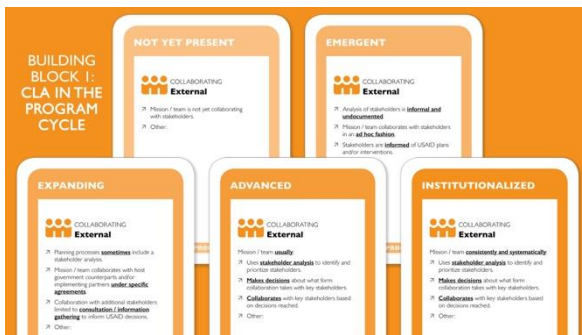 BUILDING
BLOCK 1:
CLA IN THE
PROGRAM
CYCLE
NOT YET PRESENT
COLLABORATING
External
Mission / team is not yet collaborating
with stakeholders.
Other:
EMERGENT
COLLABORATING
External
Analysis of stakeholders is informal and
undocumented.
Mission / team collaborates with stakeholders
in an ad hoc fashion.
Stakeholders are informed of USAID plans
and/or interventions.
EXPANDING
COLLABORATING
External
Planning processes sometimes include a
stakeholder analysis.
Mission / team collaborates with host
government counterparts and/or
implementing partners under specific
agreements.
Collaboration with additional stakeholders
limited to consultation / information
gathering to inform USAID decisions.
Other:
ADVANCED
COLLABORATING
External
Mission / team usually:
Uses stakeholder analysis to identify and
prioritize stakeholders.
Makes decisions about what form
collaboration takes with key stakeholders.
Collaborates with key stakeholders based
on decisions reached.
Other:
INSTITUTIONALIZED
COLLABORATING
External
Mission / team consistently and systematically:
Uses stakeholder analysis to identify and
prioritize stakeholders.
Makes decisions about what form
collaboration takes with key stakeholders.
Collaborates with key stakeholders based
on decisions reached.
Other: